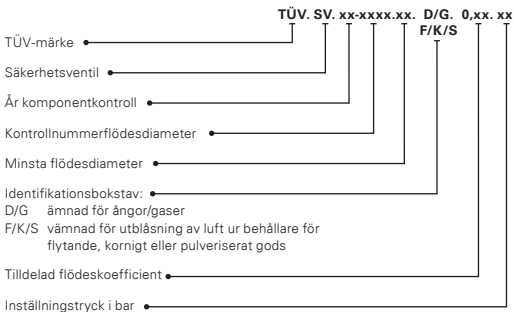 TÜV. SV. xx-xxxx.xx. D/G. 0,xx. xx
F/K/S
TÜV-märke
Säkerhetsventil
År komponentkontroll
Kontrollnummerflödesdiameter
Minsta flödesdiameter
Identifikationsbokstav:
D/G ämnad för ångor/gaser
F/K/S vämnad för utblåsning av luft ur behållare för
flytande, kornigt eller pulveriserat gods
Tilldelad flödeskoefficient
Inställningstryck i bar